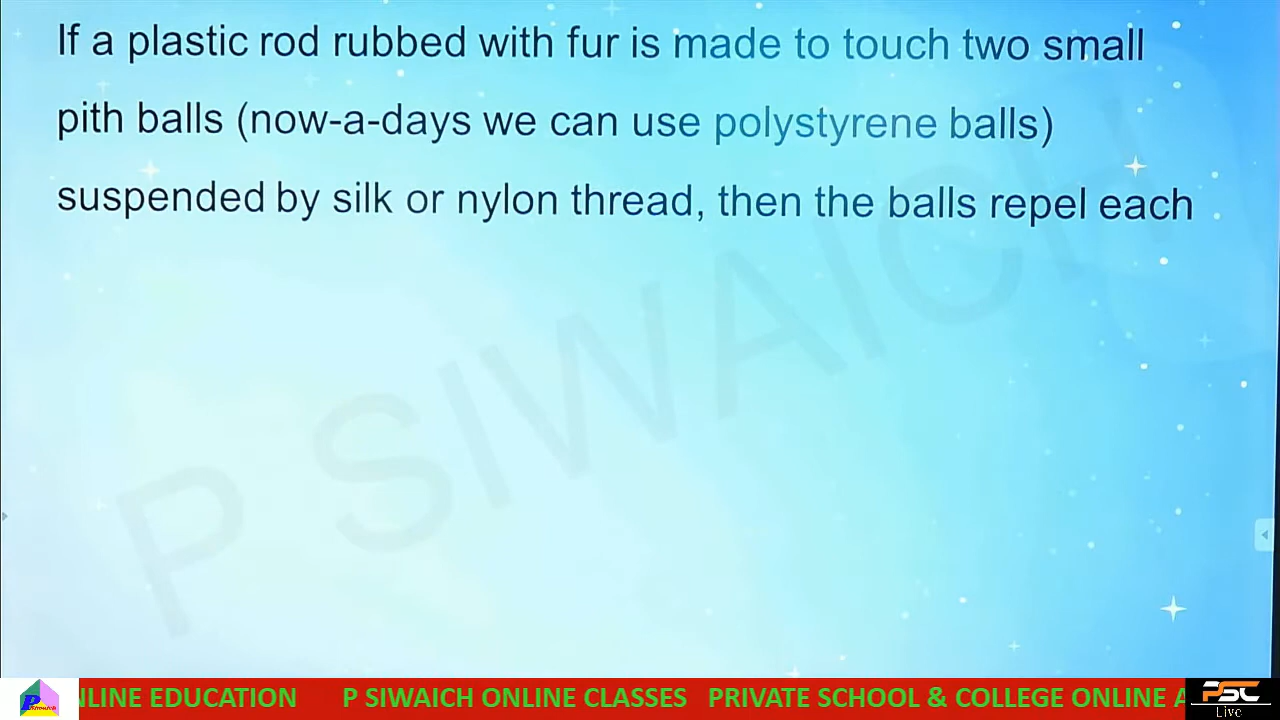 If a plastic rod rubbed with fur is made to touch two small
pith balls (now-a-days we can use polystyrene balls)
suspended by silk or nylon thread, then the balls repel each
P SIWAICH
NLINE EDUCATION P SIWAICH ONLINE CLASSES PRIVATE SCHOOL & COLLEGE ONLINE A
PSC
Live